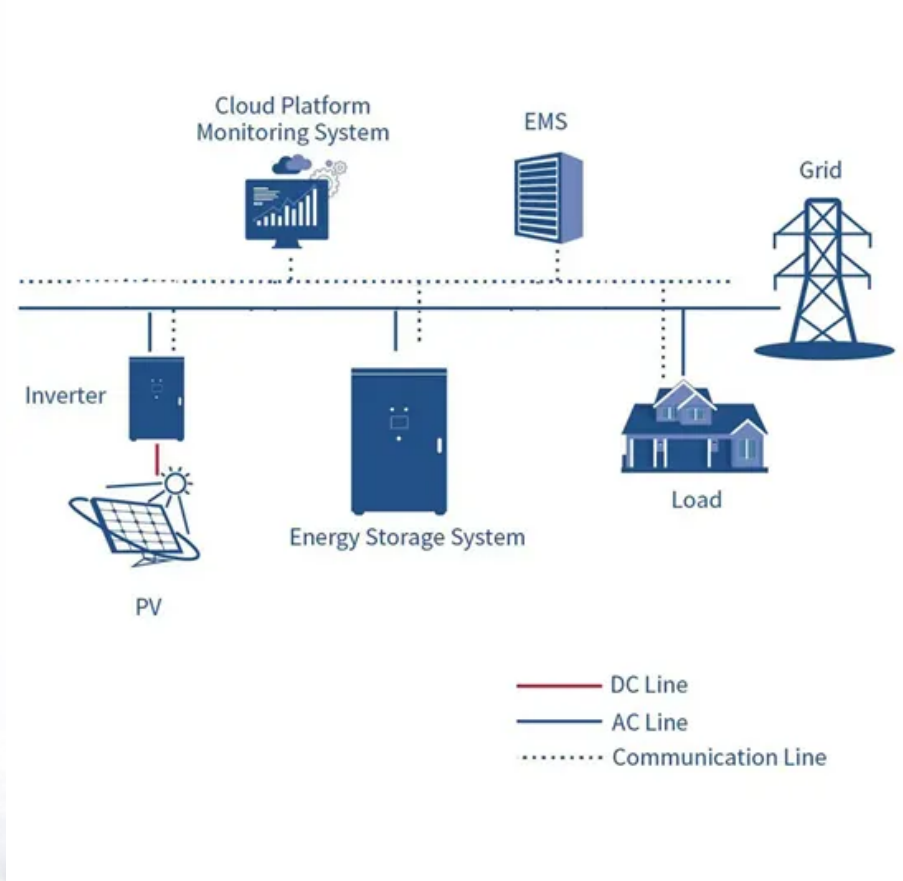 Cloud Platform
Monitoring System
EMS
Grid
Inverter
Load
Energy Storage System
PV
DC Line
AC Line
Communication Line